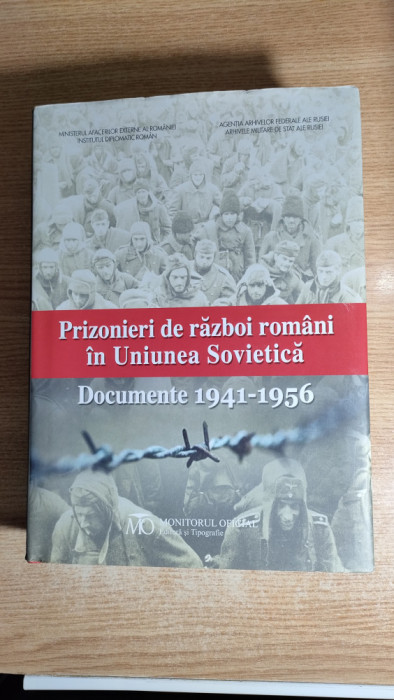 MINISTERUL AFACERILOR EXTERNE AL ROMÂNIEI
INSTITUTUL DIPLOMATIC ROMÂN
AGENȚIA ARHIVELOR FEDERALE ALE RUSIEI
ARHIVELE MILITARE DE STAT ALE RUSIEI
Prizonieri de război români
în Uniunea Sovietică
Documente 1941-1956
MO MONITORUL OFICIAL
Editură și Tipografie